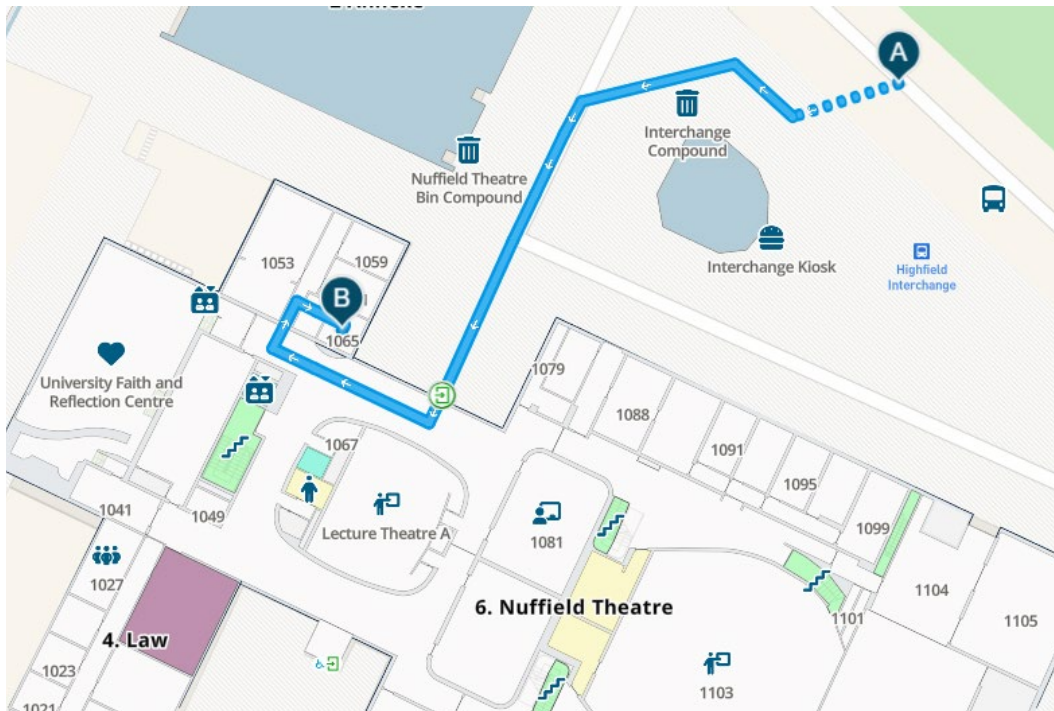 A
Interchange
Compound
Nuffield Theatre
Bin Compound
Interchange Kiosk
Highfield
Interchange
1053
1059
B
1065
University Faith and
Reflection Centre
1079
1088
1091
1095
1099
1067
Lecture Theatre A
1081
1041
1049
1027
4. Law
6. Nuffield Theatre
1104
1105
1101
1023
1021
1103